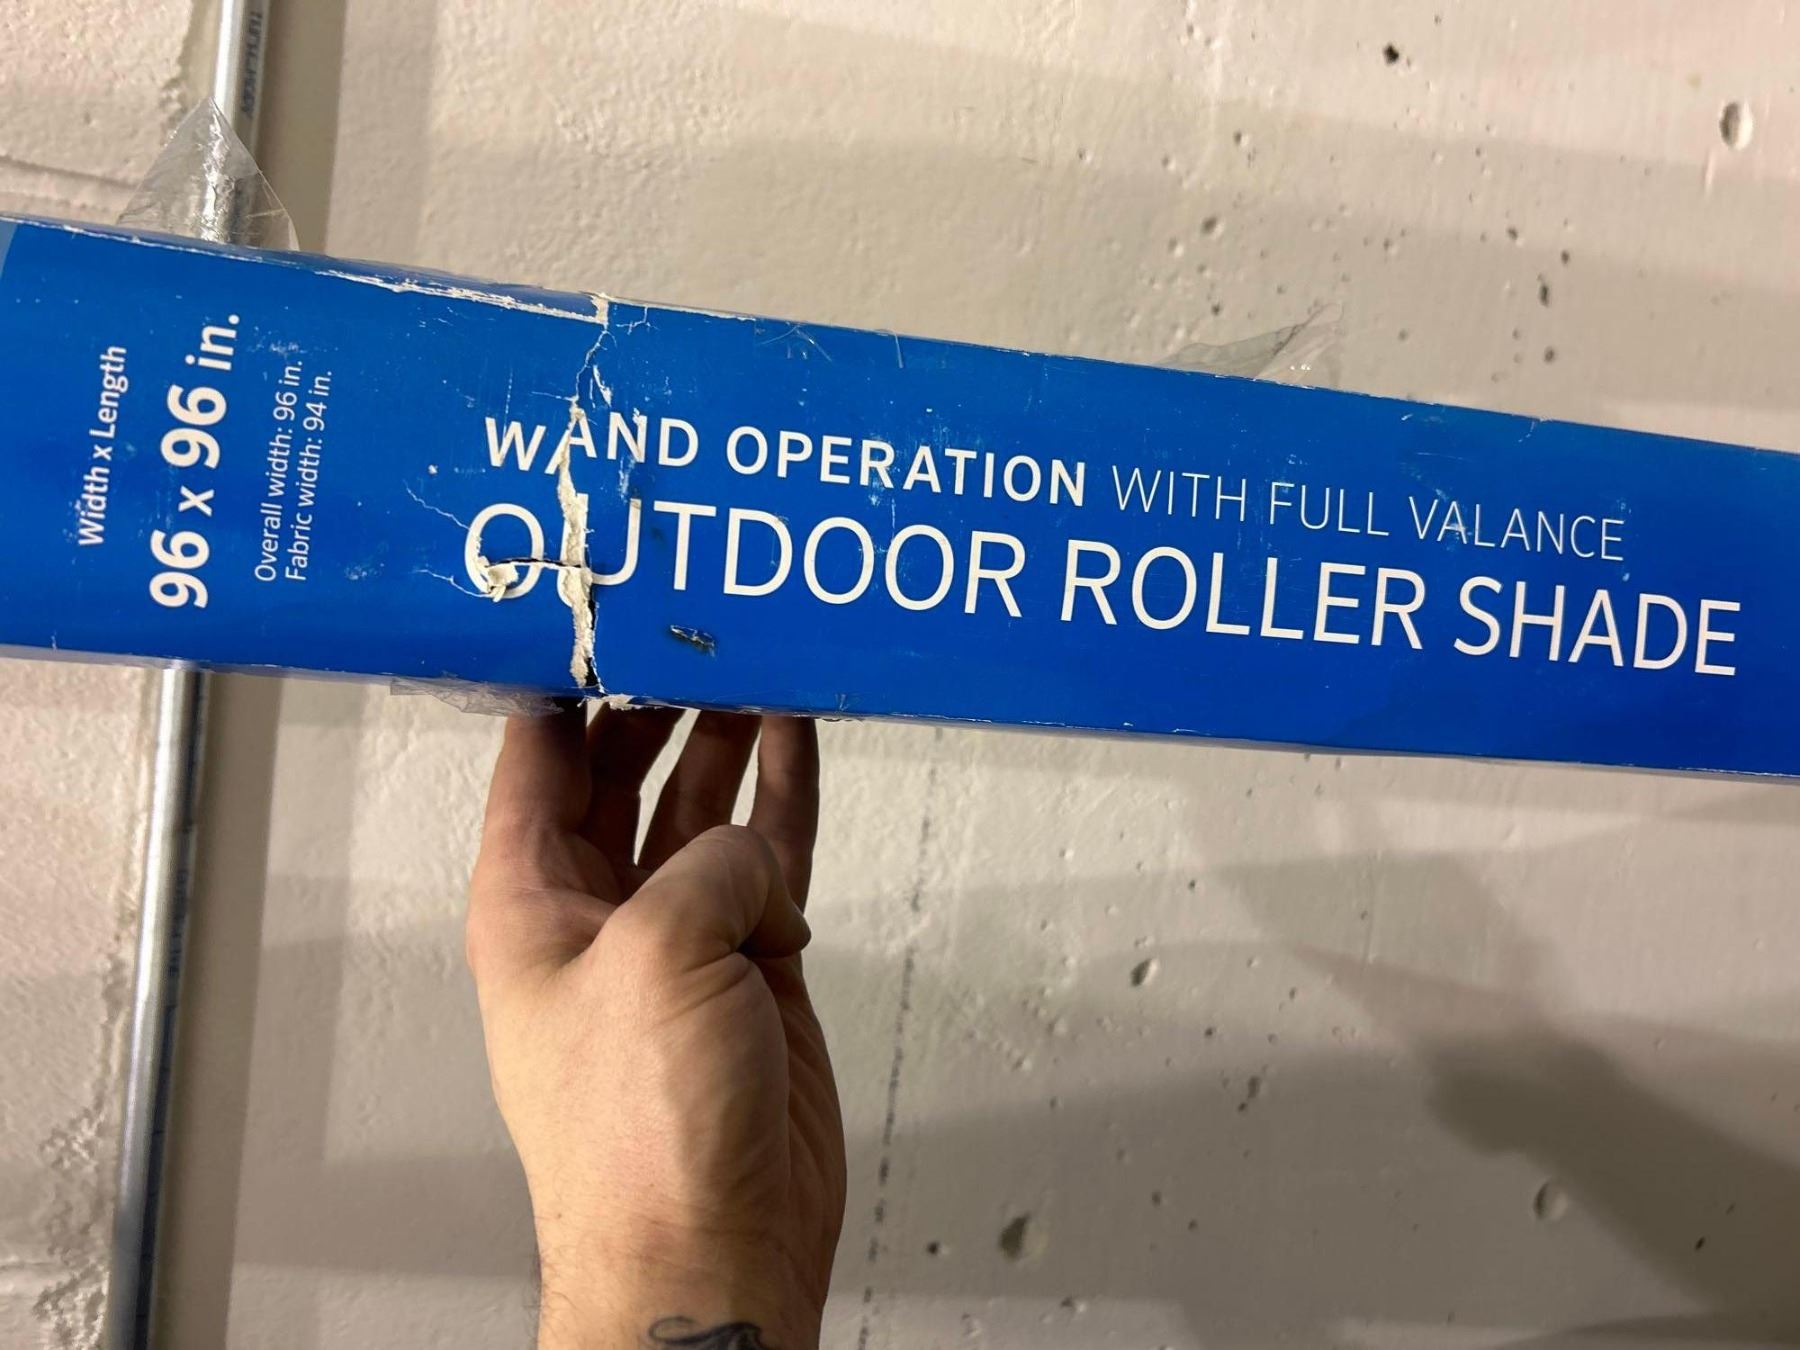 Width x Length
96 x 96 in.
Overall width: 96 in.
Fabric width: 94 in.
WAND OPERATION WITH FULL VALANCE
OUTDOOR ROLLER SHADE